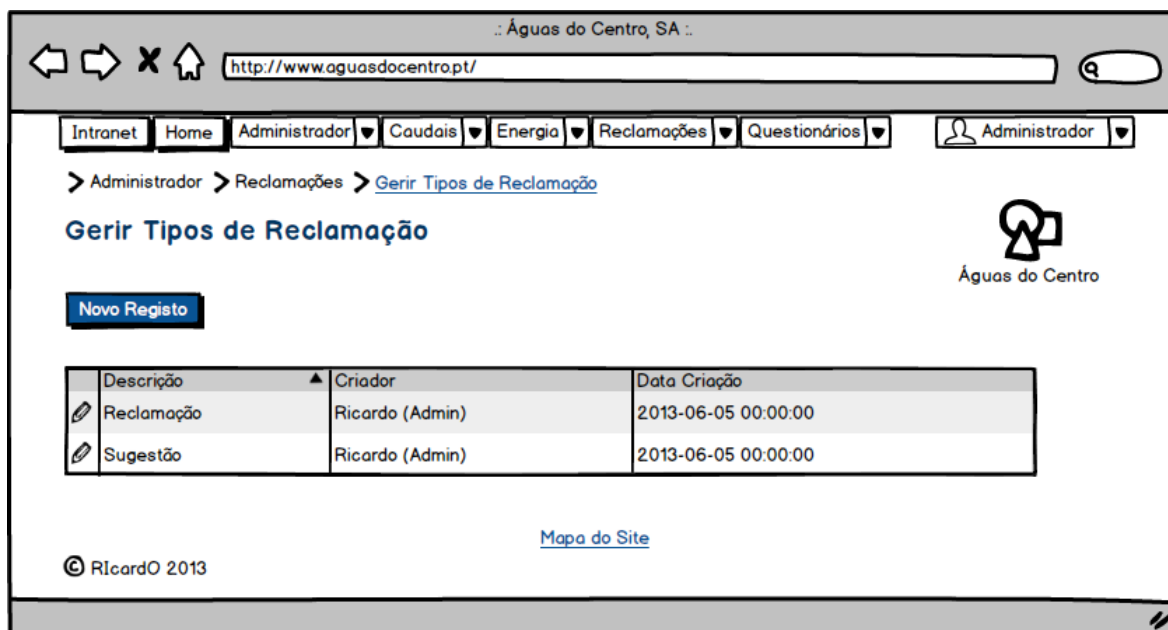 .: Águas do Centro, SA :.
http://www.aguasdocentro.pt/
Intranet Home Administrador Caudais Energia Reclamações Questionários Administrador
Administrador Reclamações Gerir Tipos de Reclamação
Gerir Tipos de Reclamação
Águas do Centro
Novo Registo
Descrição Criador Data Criação
Reclamação Ricardo (Admin) 2013-06-05 00:00:00
Sugestão Ricardo (Admin) 2013-06-05 00:00:00
Mapa do Site
© RIcardO 2013